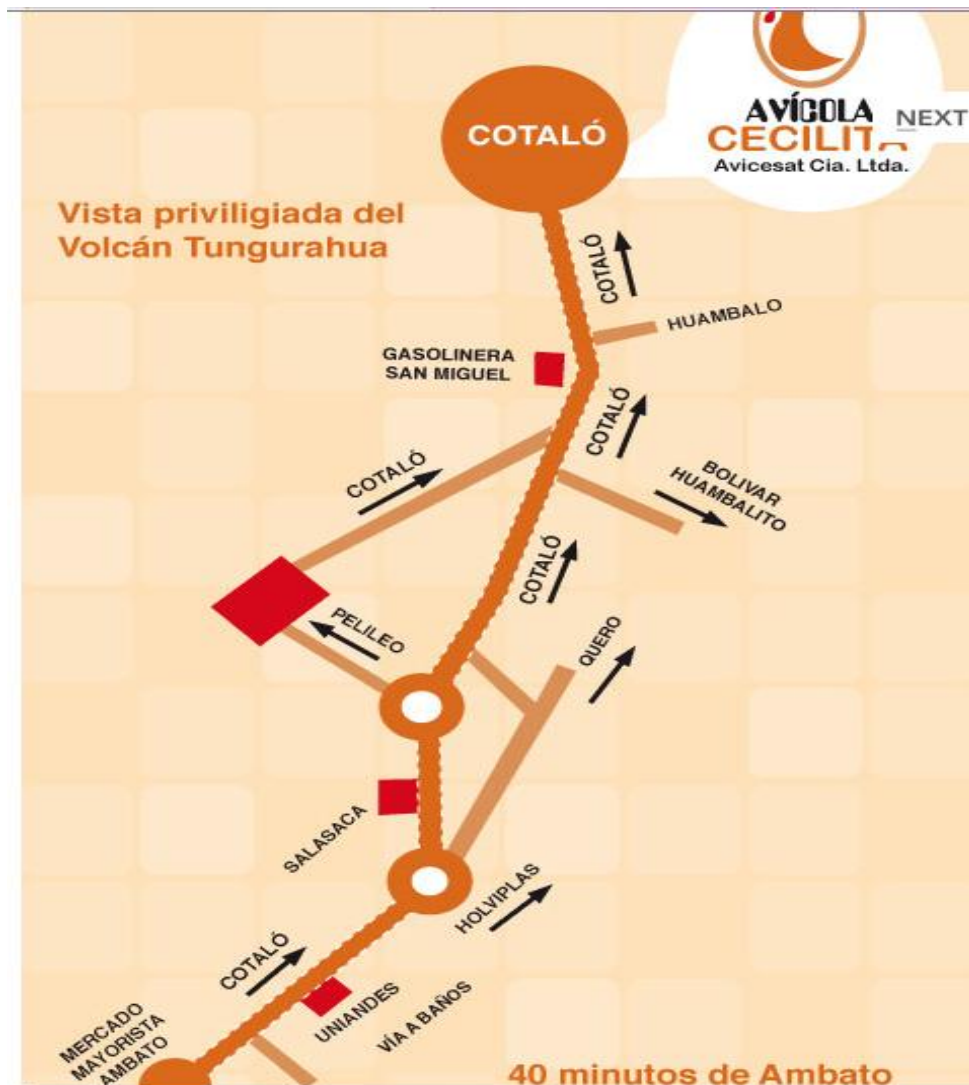 AVÍCOLA
CECILITA
Avicesat Cia. Ltda.
NEXT
COTALÓ
Vista priviligiada del
Volcán Tungurahua
COTALÓ
HUAMBALO
GASOLINERA
SAN MIGUEL
COTALÓ
COTALÓ
BOLIVAR
HUAMBALITO
COTALÓ
PELILEO
QUERO
SALASACA
HOLVIPLAS
COTALÓ
UNIANDES
VÍA A BAÑOS
MERCADO
MAYORISTA
AMBATO
40 minutos de Ambato